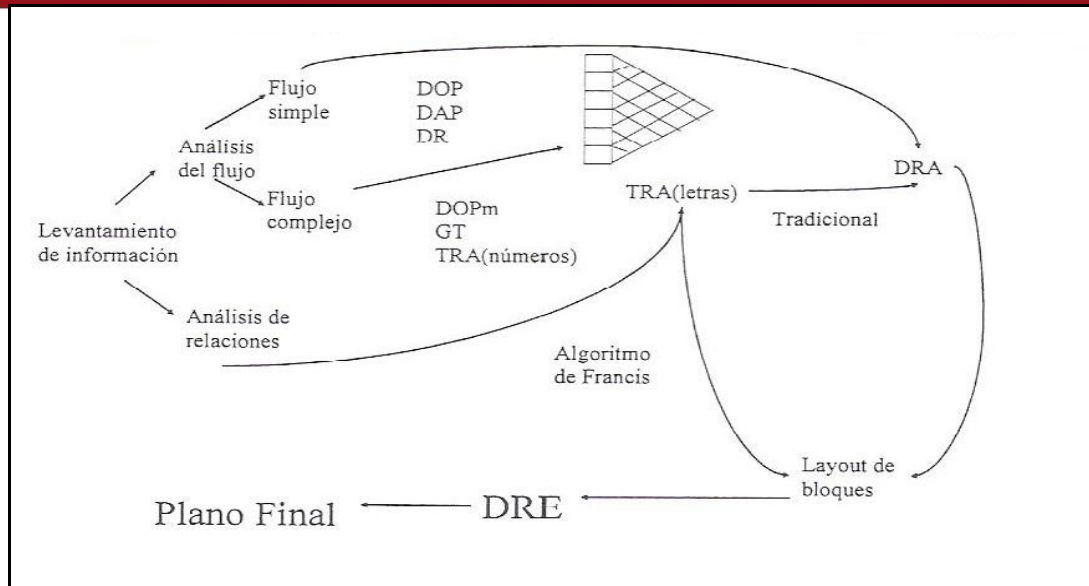 Flujo
simple
DOP
DAP
DR
Análisis
del flujo
DRA
Flujo
complejo
TRA(letras)
Tradicional
DOPm
GT
TRA(números)
Levantamiento
de información
Análisis de
relaciones
Algoritmo
de Francis
Layout de
bloques
Plano Final
DRE